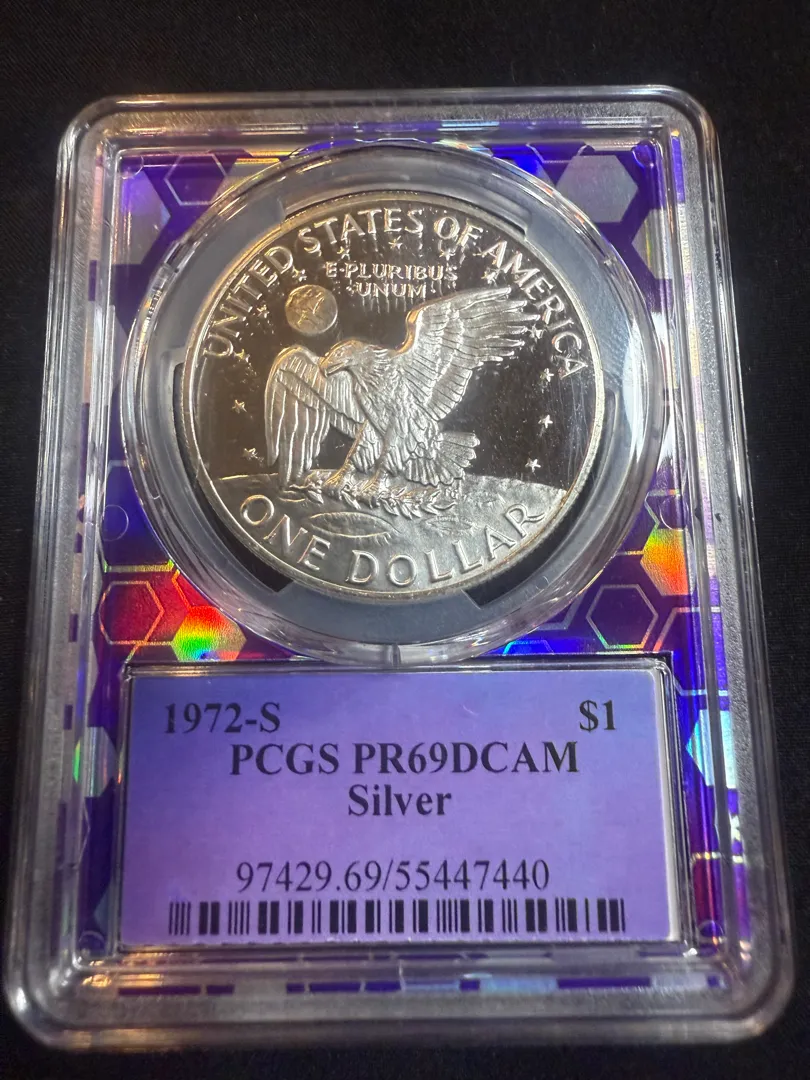 UNITED STATES OF AMERICA
E·PLURIBUS
·UNUM·
ONE DOLLAR
1972-S $1
PCGS PR69DCAM
Silver
97429.69/55447440